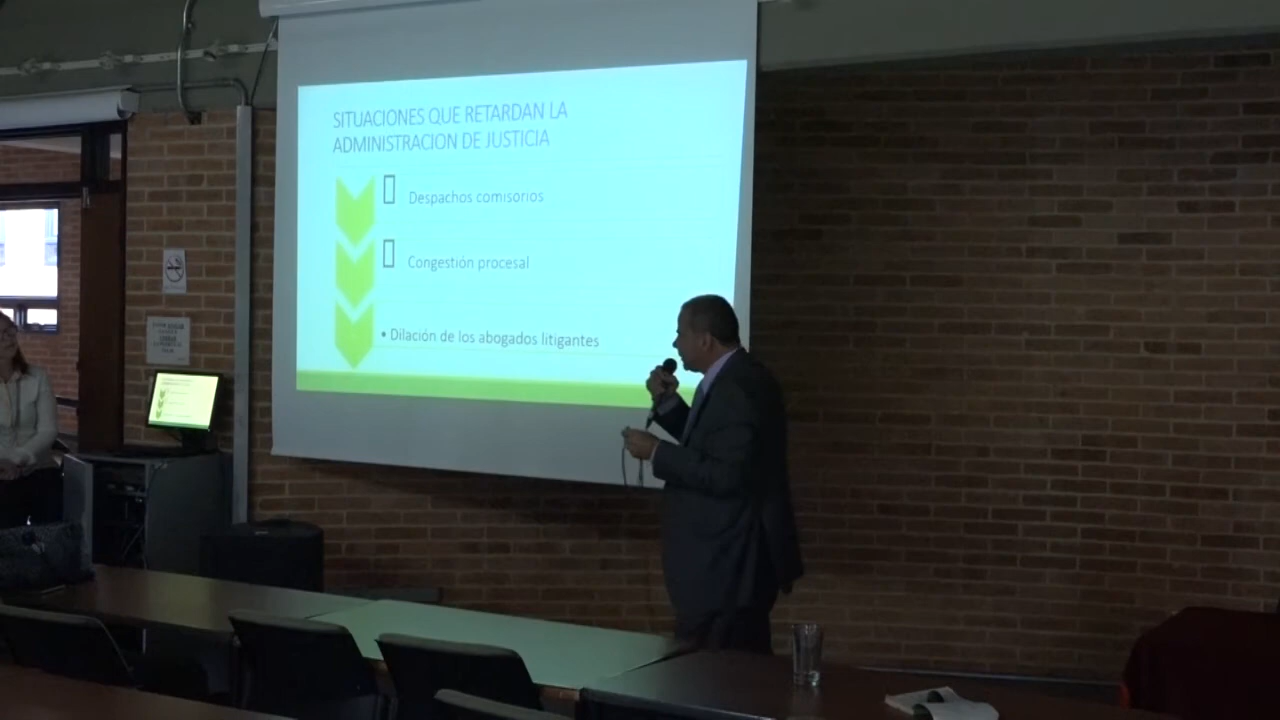 SITUACIONES QUE RETARDAN LA
ADMINISTRACION DE JUSTICIA
Despachos comisorios
Congestión procesal
• Dilación de los abogados litigantes